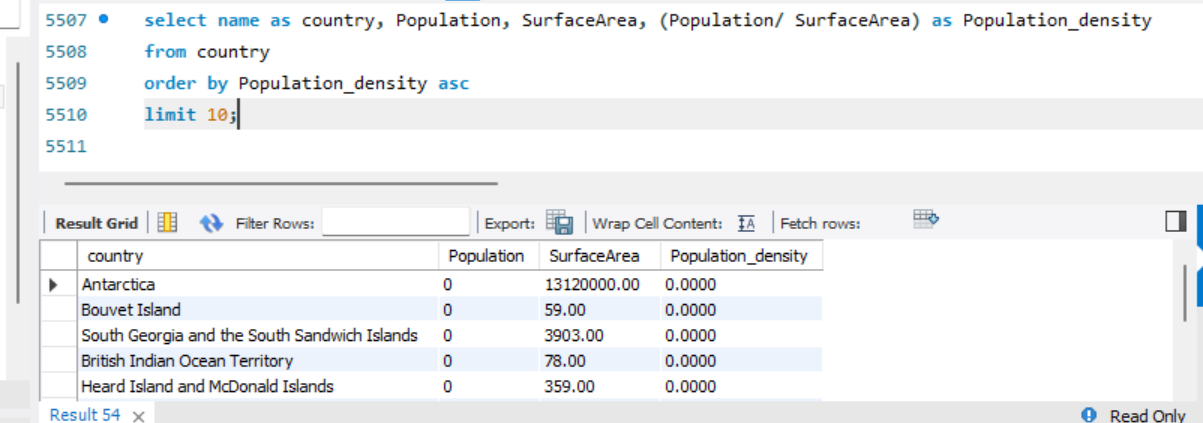 5507 select name as country, Population, SurfaceArea, (Population/ SurfaceArea) as Population_density
5508 from country
5509 order by Population_density asc
5510 limit 10;
5511
Result Grid Filter Rows: Export: Wrap Cell Content: IA Fetch rows:
country Population SurfaceArea Population_density
Antarctica 0 13120000.00 0.0000
Bouvet Island 0 59.00 0.0000
South Georgia and the South Sandwich Islands 0 3903.00 0.0000
British Indian Ocean Territory 0 78.00 0.0000
Heard Island and McDonald Islands 0 359.00 0.0000
Result 54 × Read Only